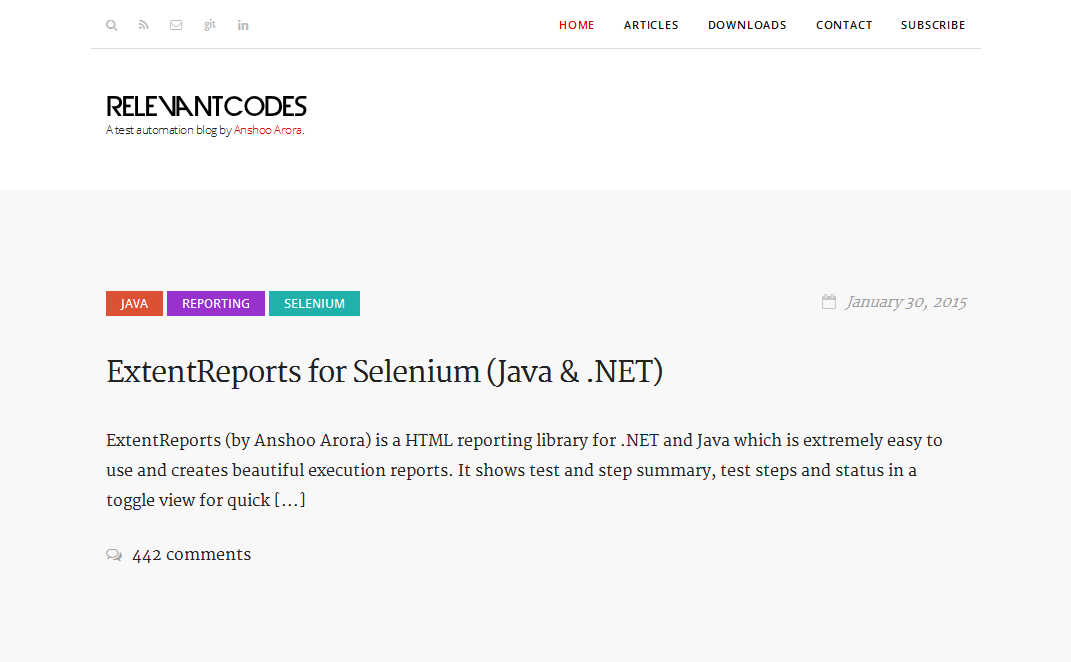 git
HOME ARTICLES DOWNLOADS CONTACT SUBSCRIBE
RELEVANTCODES
A test automation blog by Anshoo Arora.
JAVA REPORTING SELENIUM
January 30, 2015
ExtentReports for Selenium (Java & .NET)
ExtentReports (by Anshoo Arora) is a HTML reporting library for .NET and Java which is extremely easy to
use and creates beautiful execution reports. It shows test and step summary, test steps and status in a
toggle view for quick [...]
442 comments